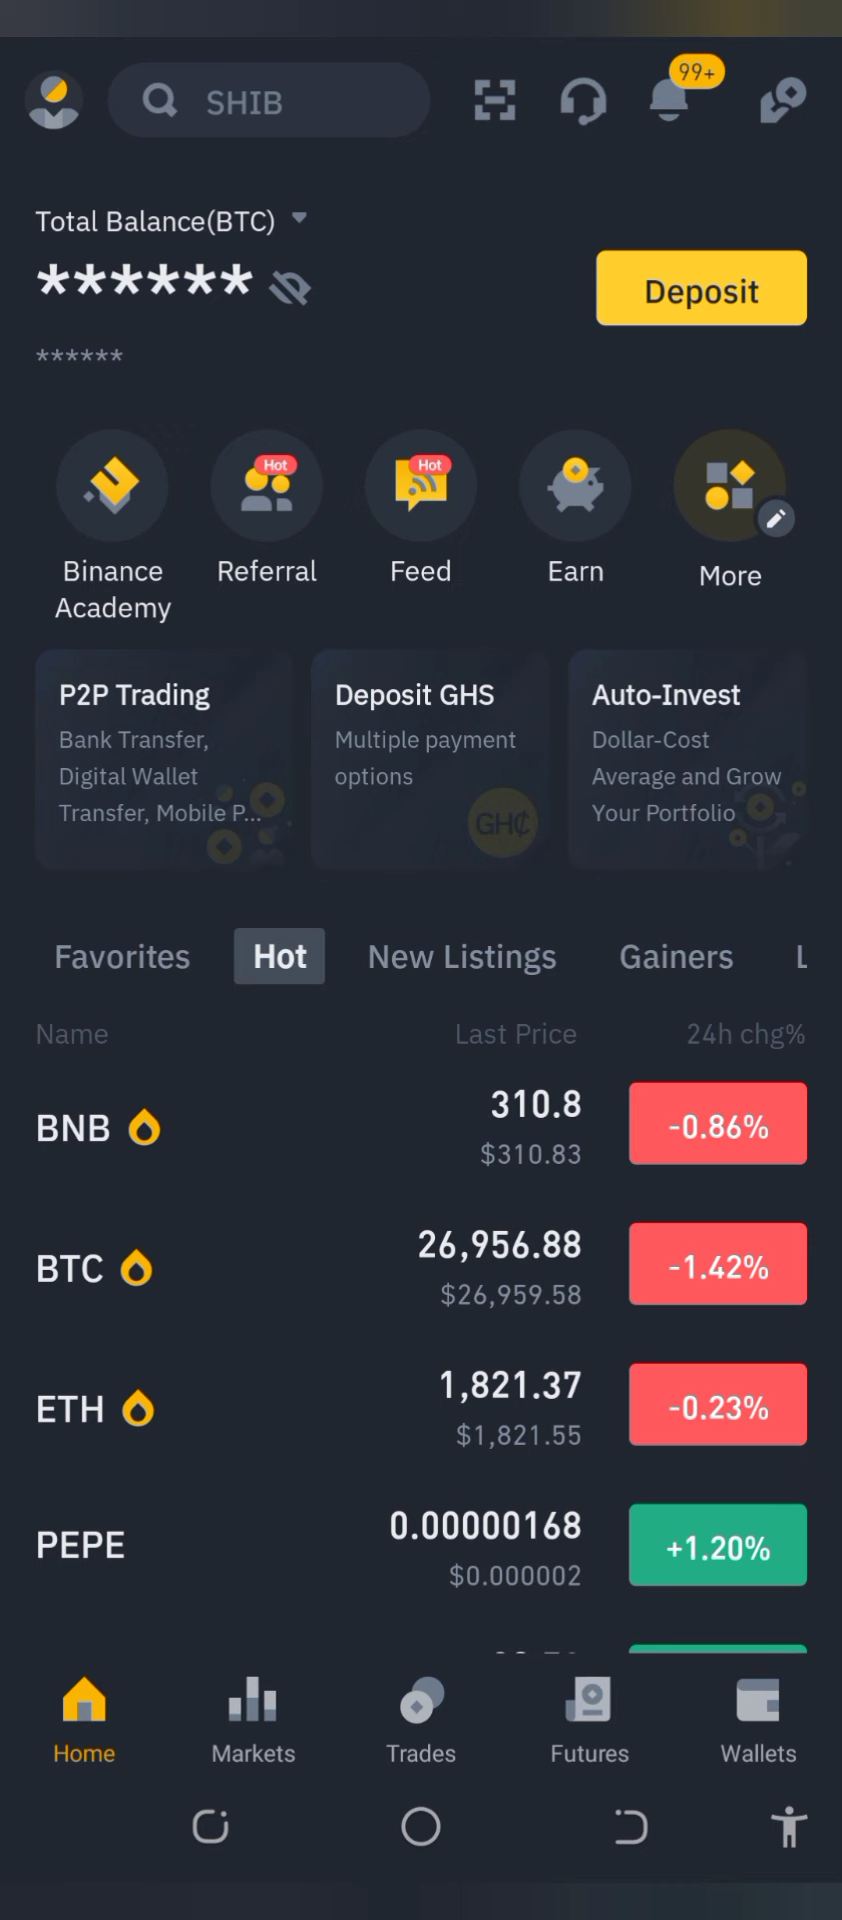 99+
SHIB
Total Balance(BTC)
******
Deposit
******
Hot
Hot
Binance
Academy
Referral
Feed
Earn
More
P2P Trading
Bank Transfer,
Digital Wallet
Transfer, Mobile P...
Deposit GHS
Multiple payment
options
GH₵
Auto-Invest
Dollar-Cost
Average and Grow
Your Portfolio
Favorites Hot New Listings Gainers L
Name Last Price 24h chg%
BNB 310.8 -0.86%
$310.83
BTC 26,956.88 -1.42%
$26,959.58
ETH 1,821.37 -0.23%
$1,821.55
PEPE 0.00000168 +1.20%
$0.000002
Home Markets Trades Futures Wallets